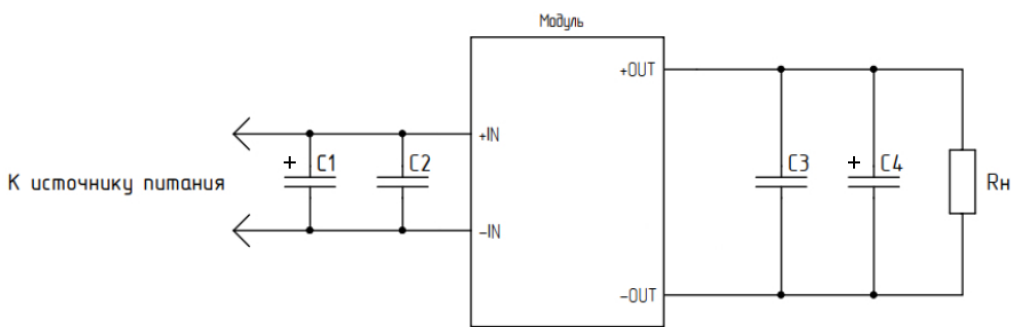 Модуль
+OUT
+IN
+ C1
C2
C3
+ C4
К источнику питания
Rн
-IN
-OUT